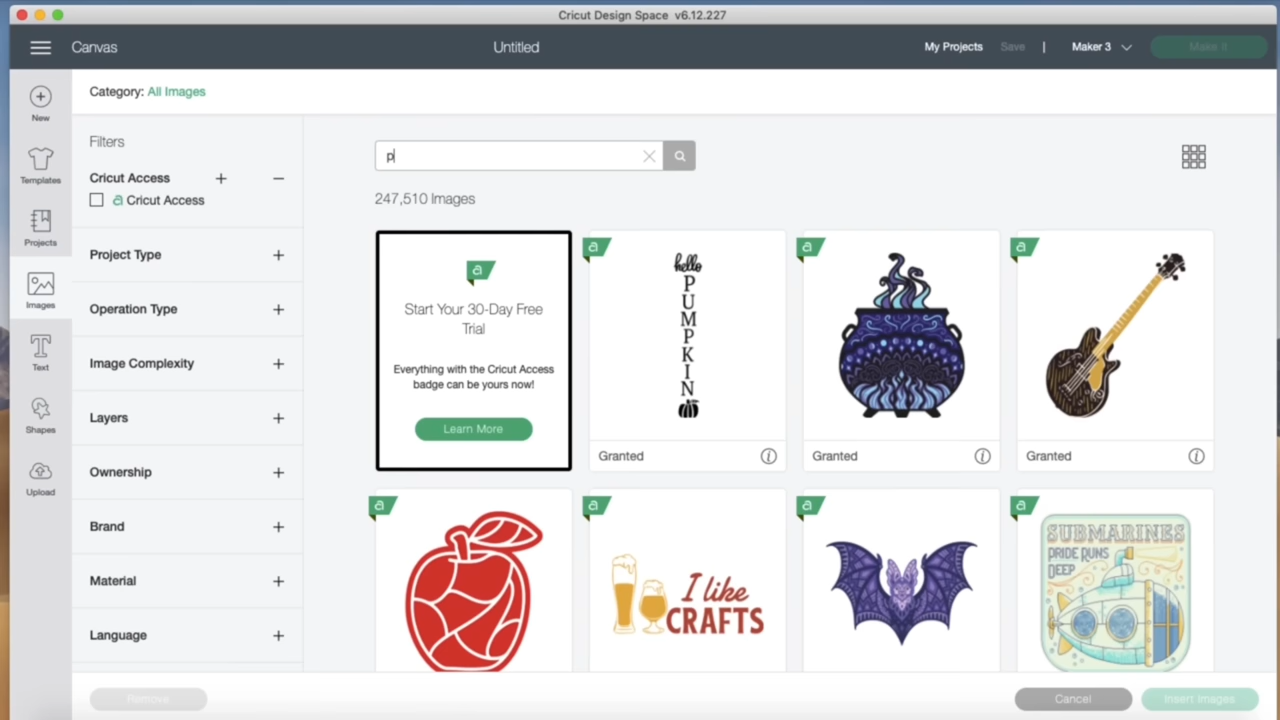 Cricut Design Space v6.12.227
Canvas
Untitled
My Projects
Save
|
Maker 3
Make It
New
Templates
Projects
Images
Text
Shapes
Upload
Category: All Images
Filters
Cricut Access
a Cricut Access
Project Type
Operation Type
Image Complexity
Layers
Ownership
Brand
Material
Language
p
247,510 Images
a
Start Your 30-Day Free
Trial
Everything with the Cricut Access
badge can be yours now!
Learn More
a
hello
PUMPKIN
Granted
a
Granted
a
Granted
a
a
I like
CRAFTS
a
a
SUBMARINES
PRIDE RUNS
DEEP
Remove
Cancel
Insert Images